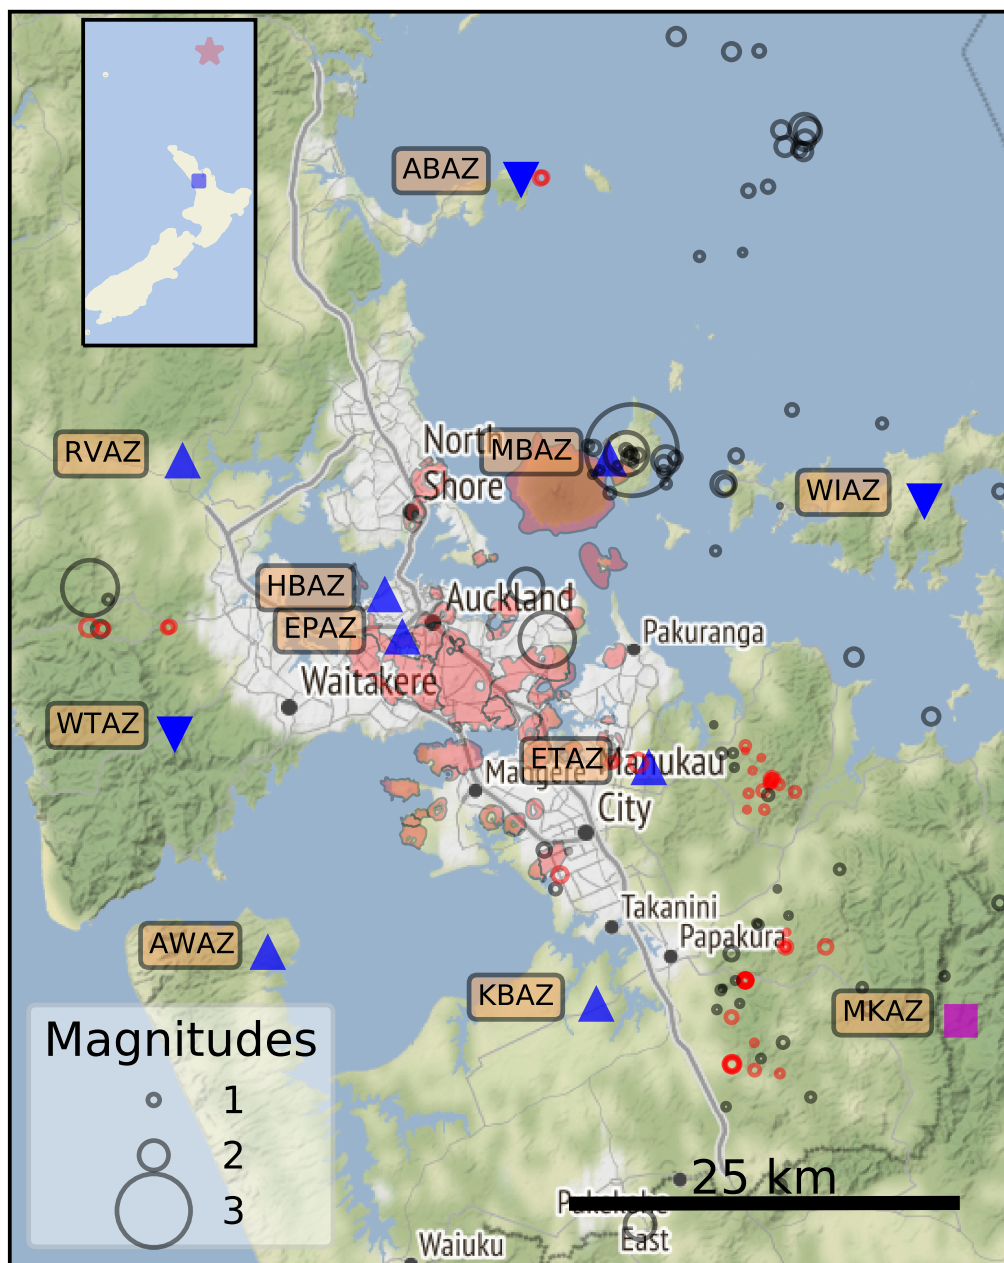 ABAZ
North
Shore
MBAZ
RVAZ
WIAZ
HBAZ
Auckland
EPAZ
Pakuranga
Waitakere
WTAZ
ETAZ
Manukau
City
Mangere
Takanini
Papakura
AWAZ
KBAZ
MKAZ
Magnitudes
1
2
3
25 km
Pukekohe
East
Waiuku